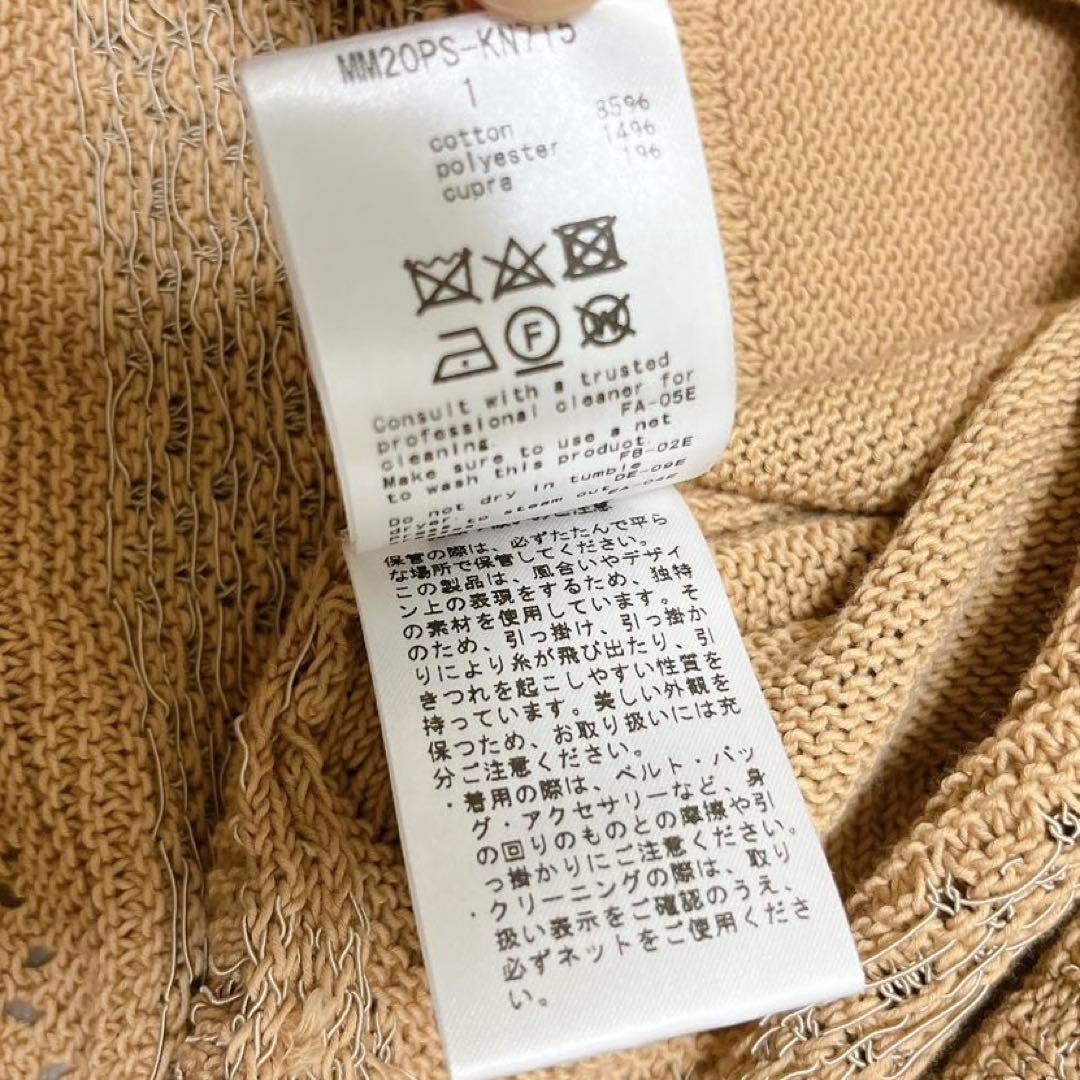 MM20PS-KN715
1
cotton 85%
polyester 14%
cupra 1%
F
W
Consult with a trusted
professional cleaner for
cleaning. FA-05E
Make sure to use a net
to wash this product. FB-02E
Do not dry in tumble
dryer. DE-09E
to steam out
ご注意
保管の際は、必ずたたんで平ら
な場所で保管してください。
この製品は、風合いやデザイ
ン上の表現をするため、独特
の素材を使用しています。そ
のため、引っ掛け、引っ掛か
りにより糸が飛び出たり、引
きつれを起こしやすい性質を
持っています。美しい外観を
保つため、お取り扱いには充
分ご注意ください。
・着用の際は、ベルト・バッ
グ・アクセサリーなど、身
の回りのものとの摩擦や引
っ掛かりにご注意ください。
・クリーニングの際は、取り
扱い表示をご確認のうえ、
必ずネットをご使用くださ
い。